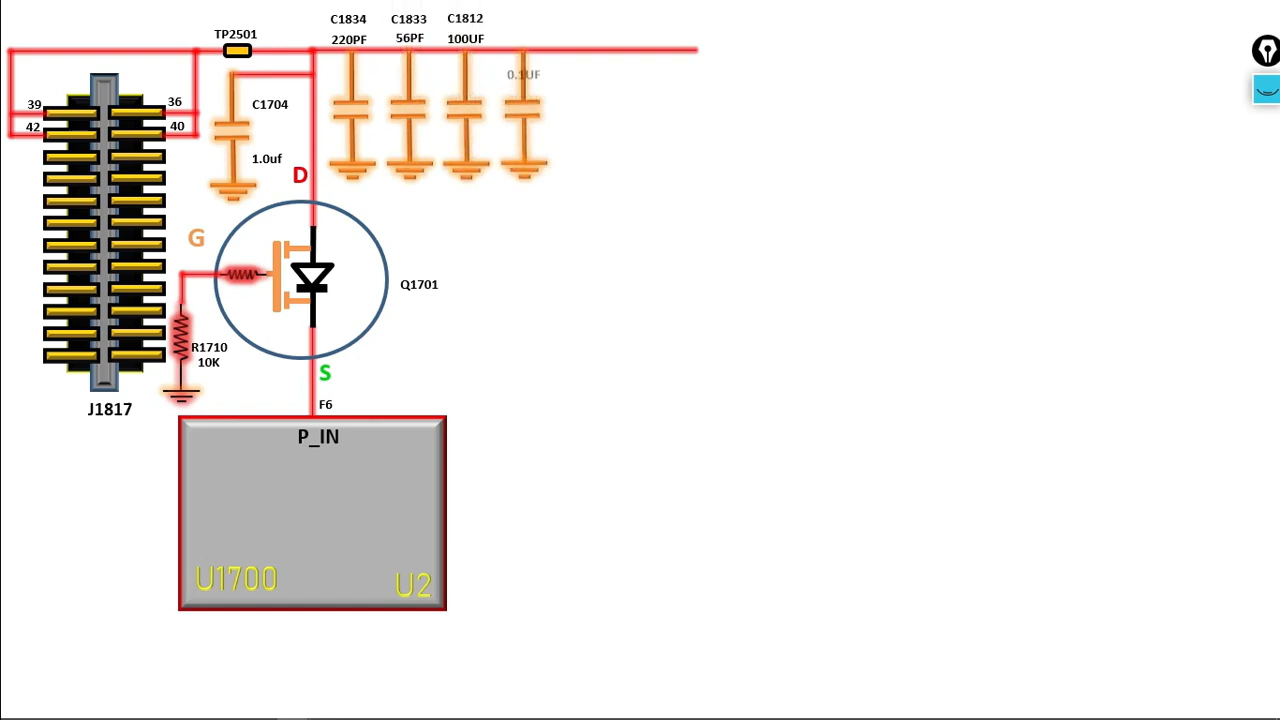 C1834
C1833
C1812
TP2501
220PF
56PF
100UF
0.1UF
39
36
C1704
42
40
1.0uf
D
G
Q1701
R1710
10K
S
F6
J1817
P_IN
U1700
U2